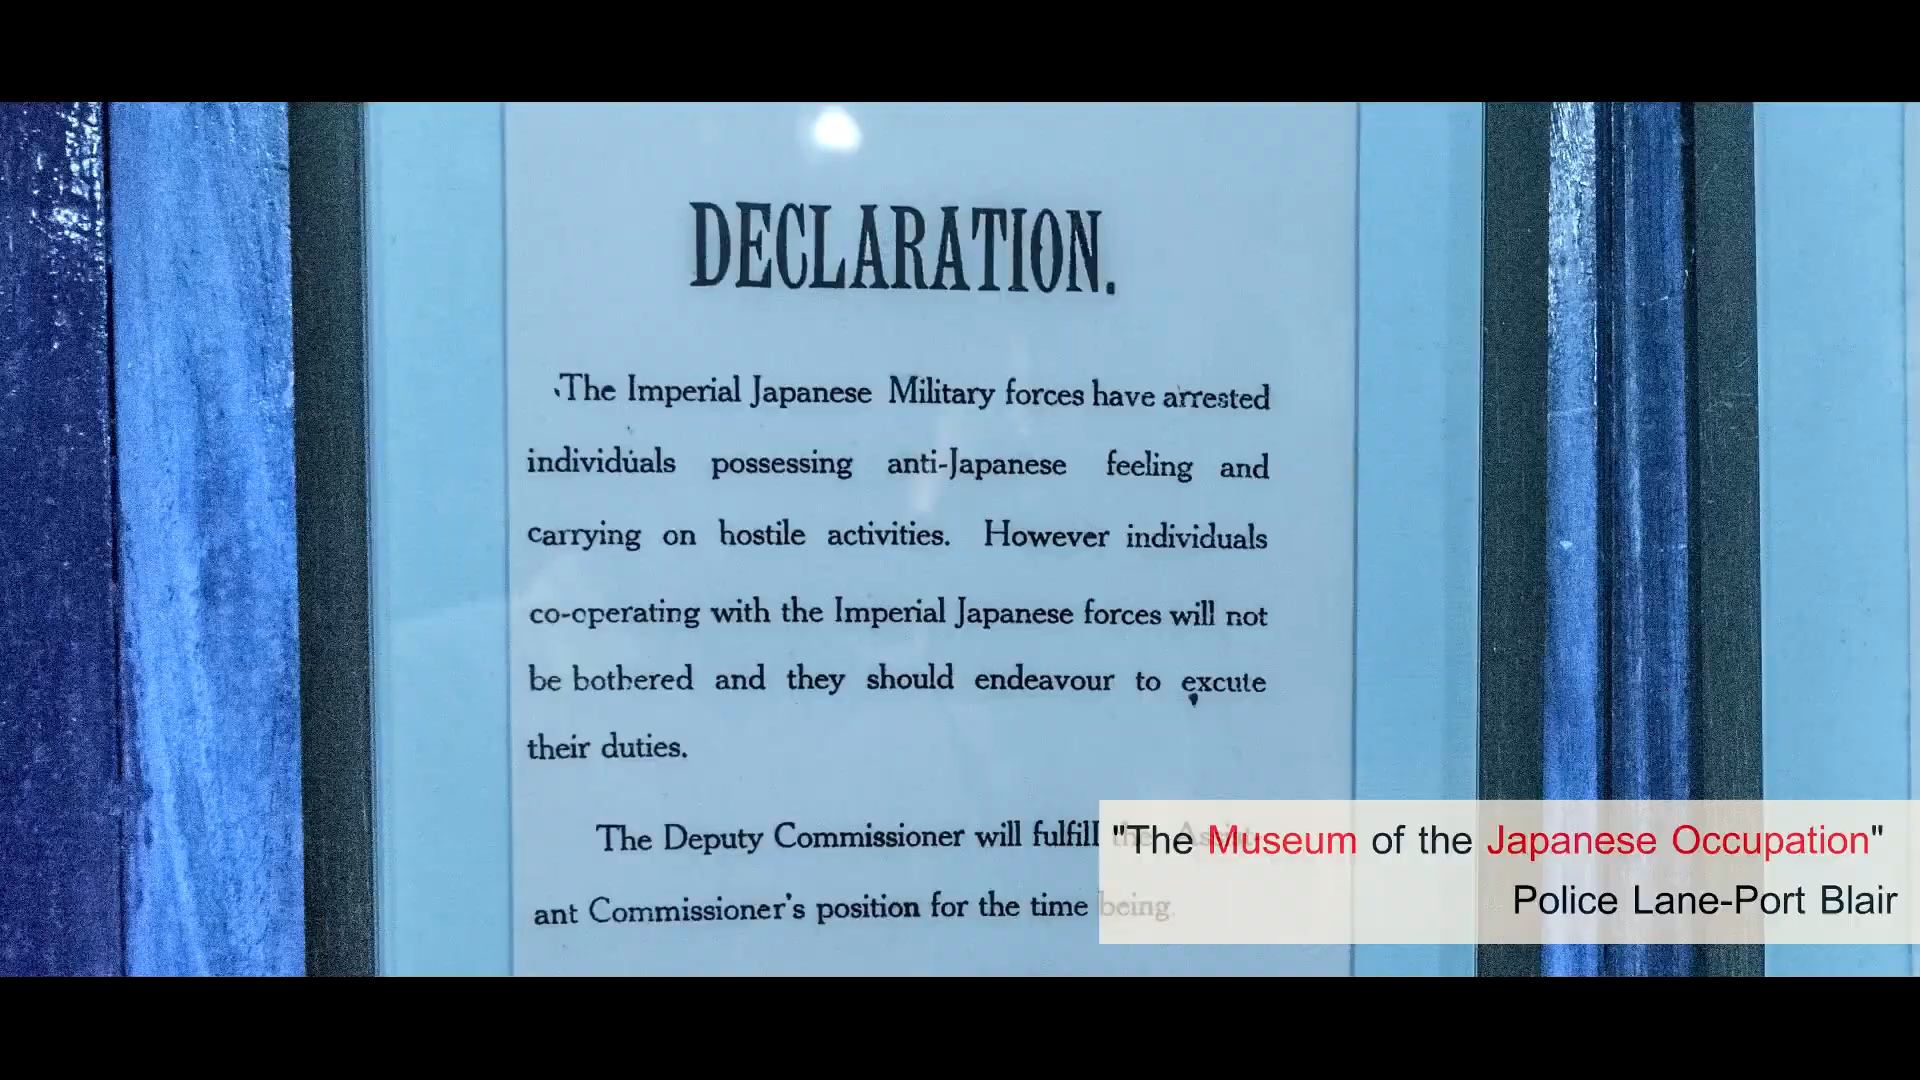 DECLARATION.
The Imperial Japanese Military forces have arrested
individuals possessing anti-Japanese feeling and
carrying on hostile activities. However individuals
co-operating with the Imperial Japanese forces will not
be bothered and they should endeavour to excute
their duties.
The Deputy Commissioner will fulfill the Assist-
ant Commissioner's position for the time being.
"The Museum of the Japanese Occupation"
Police Lane-Port Blair